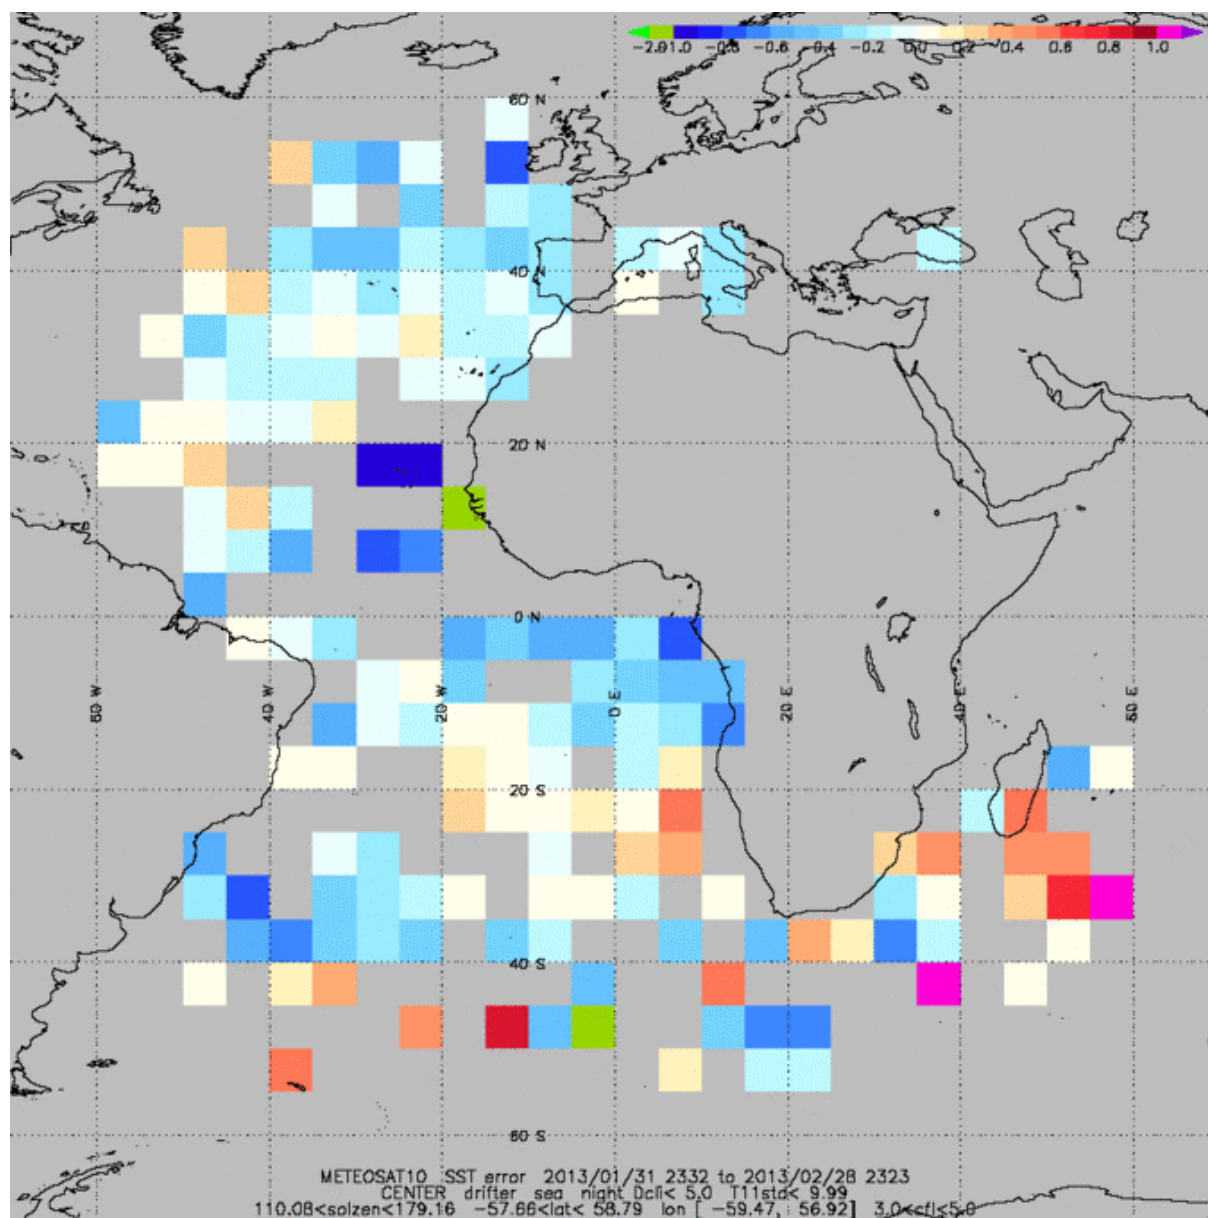 -2.0 -1.0 -0.8 -0.6 -0.4 -0.2 0.0 0.2 0.4 0.6 0.8 1.0
60 N
40 N
20 N
0 N
60 W 40 W 20 W 0 E 20 E 40 E 60 E
20 S
40 S
60 S
METEOSAT10 SST error 2013/01/31 2332 to 2013/02/28 2323
CENTER drifter sea night Dcli< 5.0 T11std< 9.99
110.08<solzen<179.16 -57.66<lat< 58.79 lon [ -59.47, 56.92] 3.0<cfl<5.0